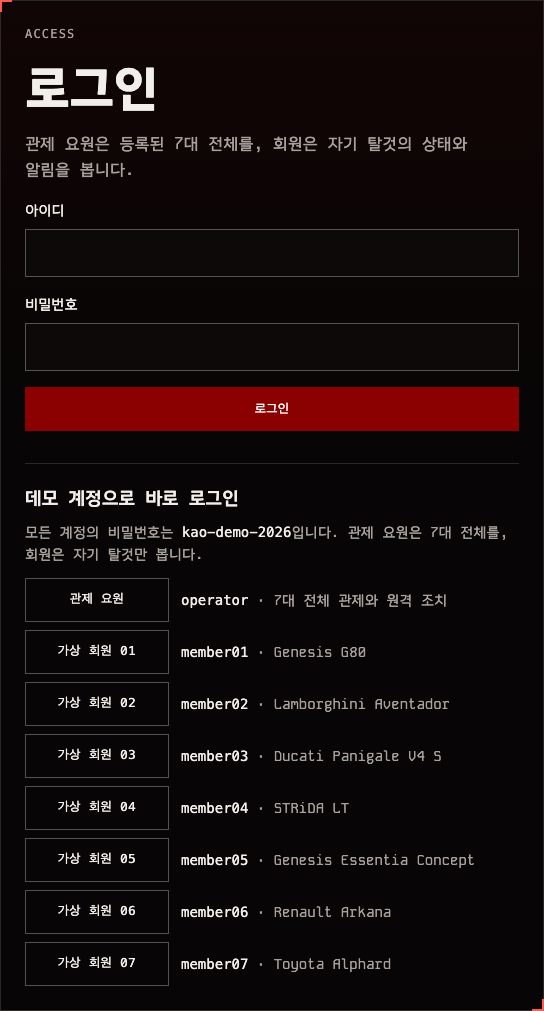 ACCESS
로그인
관제 요원은 등록된 7대 전체를, 회원은 자기 탈것의 상태와
알림을 봅니다.
아이디
비밀번호
로그인
데모 계정으로 바로 로그인
모든 계정의 비밀번호는 kao-demo-2026입니다. 관제 요원은 7대 전체를,
회원은 자기 탈것만 봅니다.
관제 요원 operator · 7대 전체 관제와 원격 조치
가상 회원 01 member01 · Genesis G80
가상 회원 02 member02 · Lamborghini Aventador
가상 회원 03 member03 · Ducati Panigale V4 S
가상 회원 04 member04 · STRiDA LT
가상 회원 05 member05 · Genesis Essentia Concept
가상 회원 06 member06 · Renault Arkana
가상 회원 07 member07 · Toyota Alphard